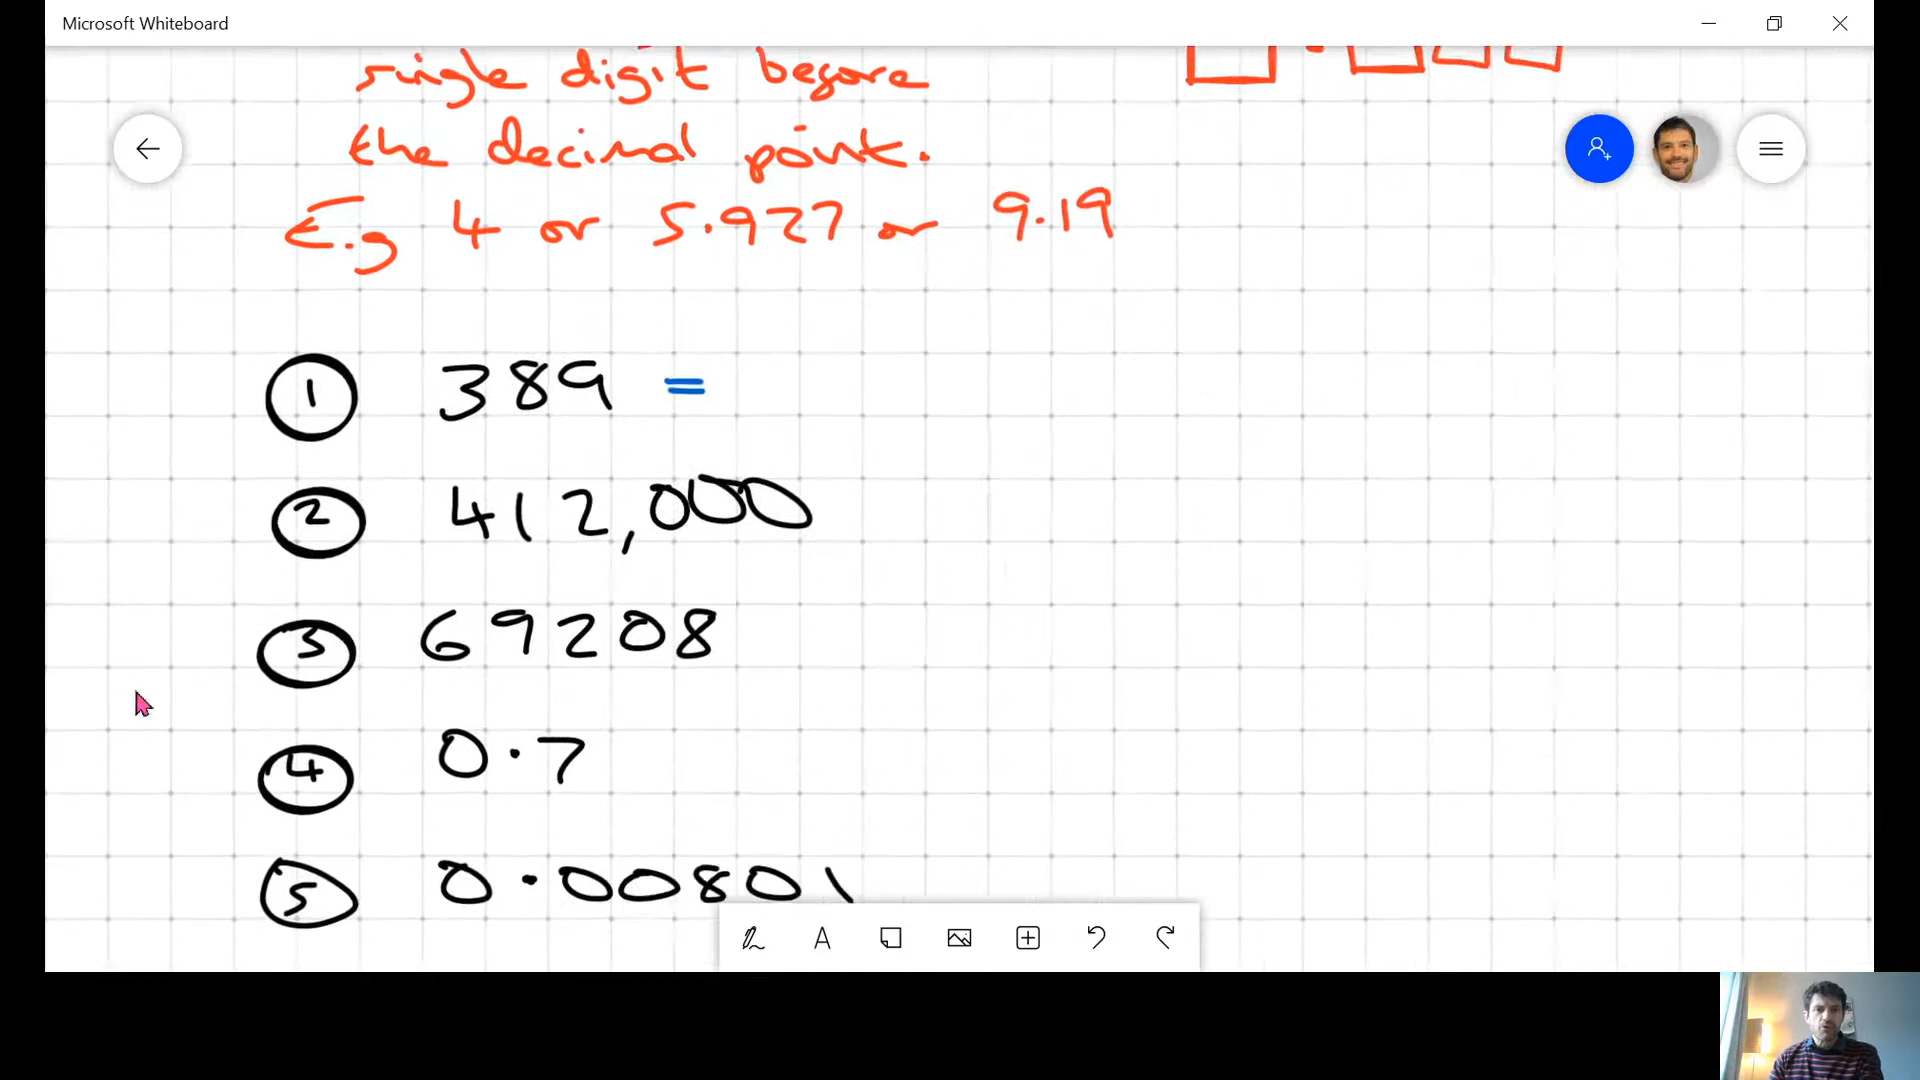 Microsoft Whiteboard
single digit before
the decimal point.
E.g 4 or 5.927 or 9.19
1 389 =
2 412,000
3 69208
4 0.7
5 0.00801
A